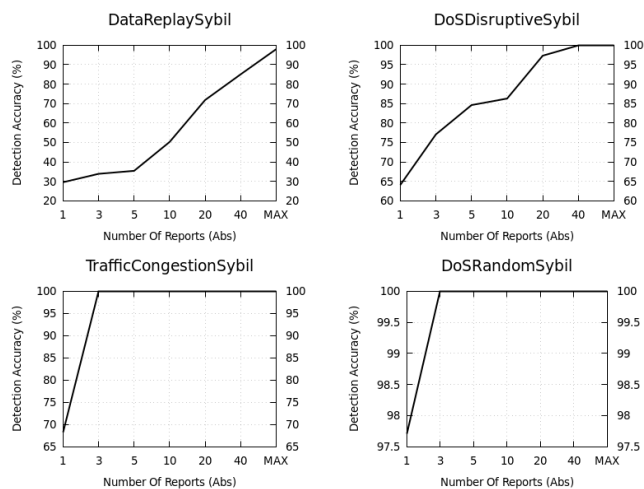 DataReplaySybil
DoSDisruptiveSybil
Detection Accuracy (%)
100 100
90 90
80 80
70 70
60 60
50 50
40 40
30 30
20 20
1 3 5 10 20 40 MAX
Number Of Reports (Abs)
Detection Accuracy (%)
100 100
95 95
90 90
85 85
80 80
75 75
70 70
65 65
60 60
1 3 5 10 20 40 MAX
Number Of Reports (Abs)
TrafficCongestionSybil
DoSRandomSybil
Detection Accuracy (%)
100 100
95 95
90 90
85 85
80 80
75 75
70 70
65 65
1 3 5 10 20 40 MAX
Number Of Reports (Abs)
Detection Accuracy (%)
100 100
99.5 99.5
99 99
98.5 98.5
98 98
97.5 97.5
1 3 5 10 20 40 MAX
Number Of Reports (Abs)